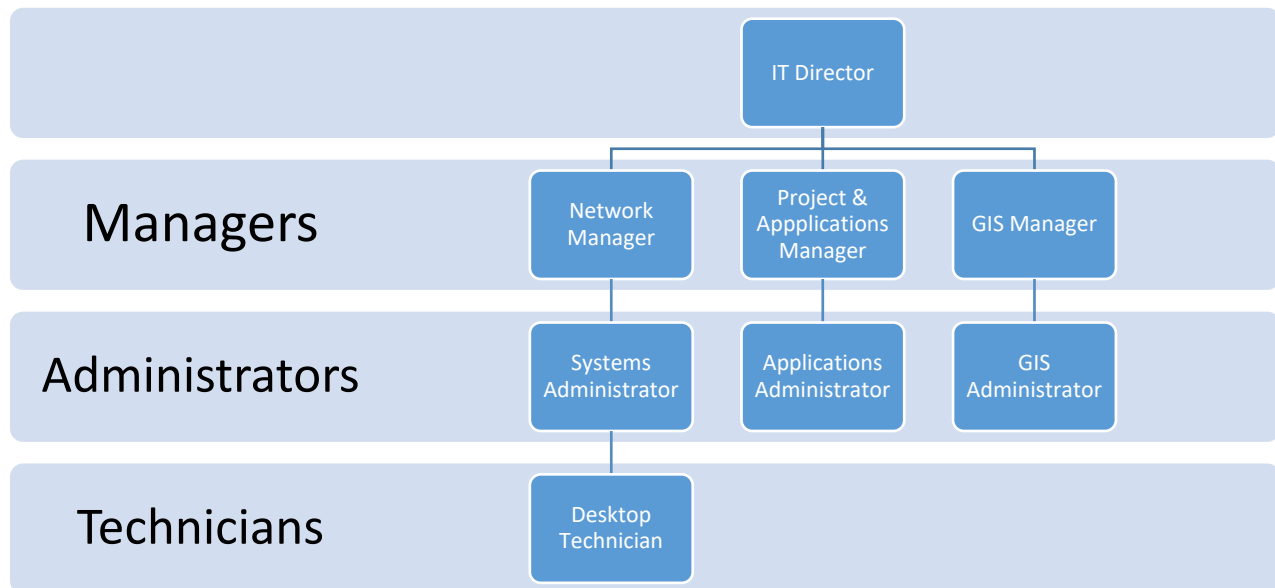 IT Director
Managers
Network
Manager
Project &
Appplications
Manager
GIS Manager
Administrators
Systems
Administrator
Applications
Administrator
GIS
Administrator
Technicians
Desktop
Technician